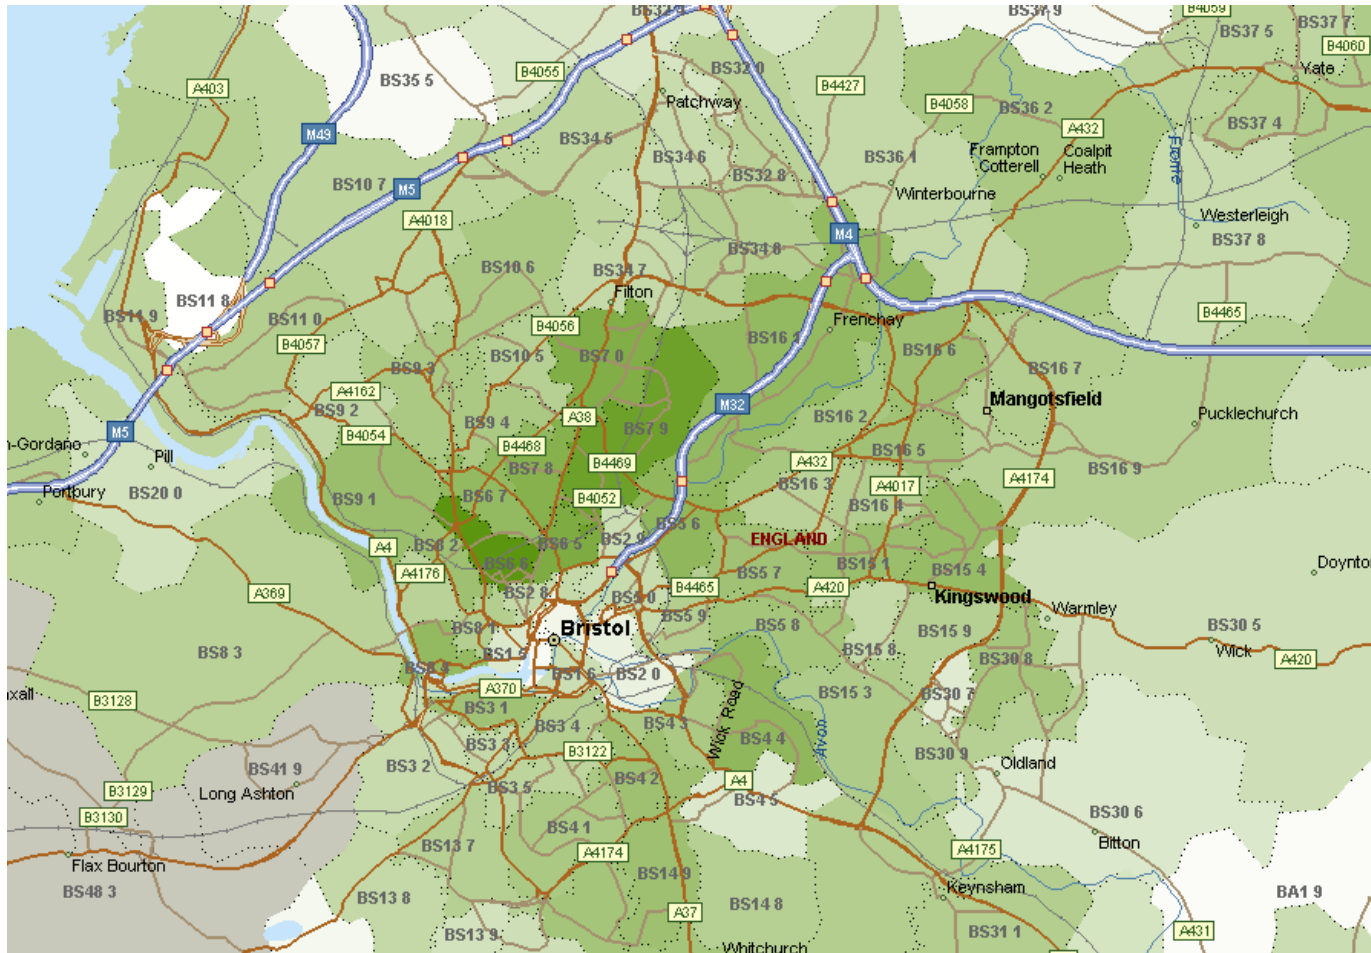 BS32 4
BS37 9
B4059
BS37 7
BS37 5
B4060
Yate
A403
BS35 5
B4055
BS32 0
B4427
B4058
BS36 2
Patchway
M49
BS34 5
A432
BS37 4
Frampton
Cotterell
Coalpit
Heath
Frome
BS34 6
BS36 1
BS10 7
M5
BS32 8
Winterbourne
A4018
Westerleigh
M4
BS37 8
BS34 8
BS10 6
BS34 7
BS11 8
Filton
BS11 9
BS11 0
B4465
Frenchay
B4056
BS16 1
B4057
BS10 5
BS7 0
BS16 6
BS9 3
BS16 7
A4162
M32
Mangotsfield
BS9 2
A38
BS16 2
Pucklechurch
M5
B4054
BS9 4
BS7 9
n-Gordano
B4468
BS16 5
Pill
BS7 8
B4469
A432
BS16 9
A4174
BS20 0
Portbury
BS9 1
BS6 7
B4052
BS16 3
A4017
BS16 4
BS5 6
ENGLAND
BS2 9
A4
BS8 2
BS6 5
BS6 6
BS15 1
Doynton
A4176
BS5 7
BS15 4
B4465
A420
A369
BS2 8
BS5 0
Kingswood
Warmley
BS5 9
BS5 8
BS8 1
Bristol
BS15 9
BS30 5
BS8 3
BS1 5
BS15 8
Wick
A420
BS8 4
BS1 6
BS2 0
BS30 8
A370
BS15 3
BS30 7
xall
B3128
BS3 1
Wick Road
BS4 3
BS3 4
Avon
BS3 3
B3122
BS4 4
BS30 9
BS41 9
BS3 2
BS4 2
Oldland
B3129
Long Ashton
BS3 5
A4
BS4 5
B3130
BS4 1
BS30 6
Bitton
BS13 7
A4174
A4175
Flax Bourton
BS14 9
Keynsham
BS48 3
BS13 8
BS14 8
BA1 9
A37
BS13 9
BS31 1
A431
Whitchurch